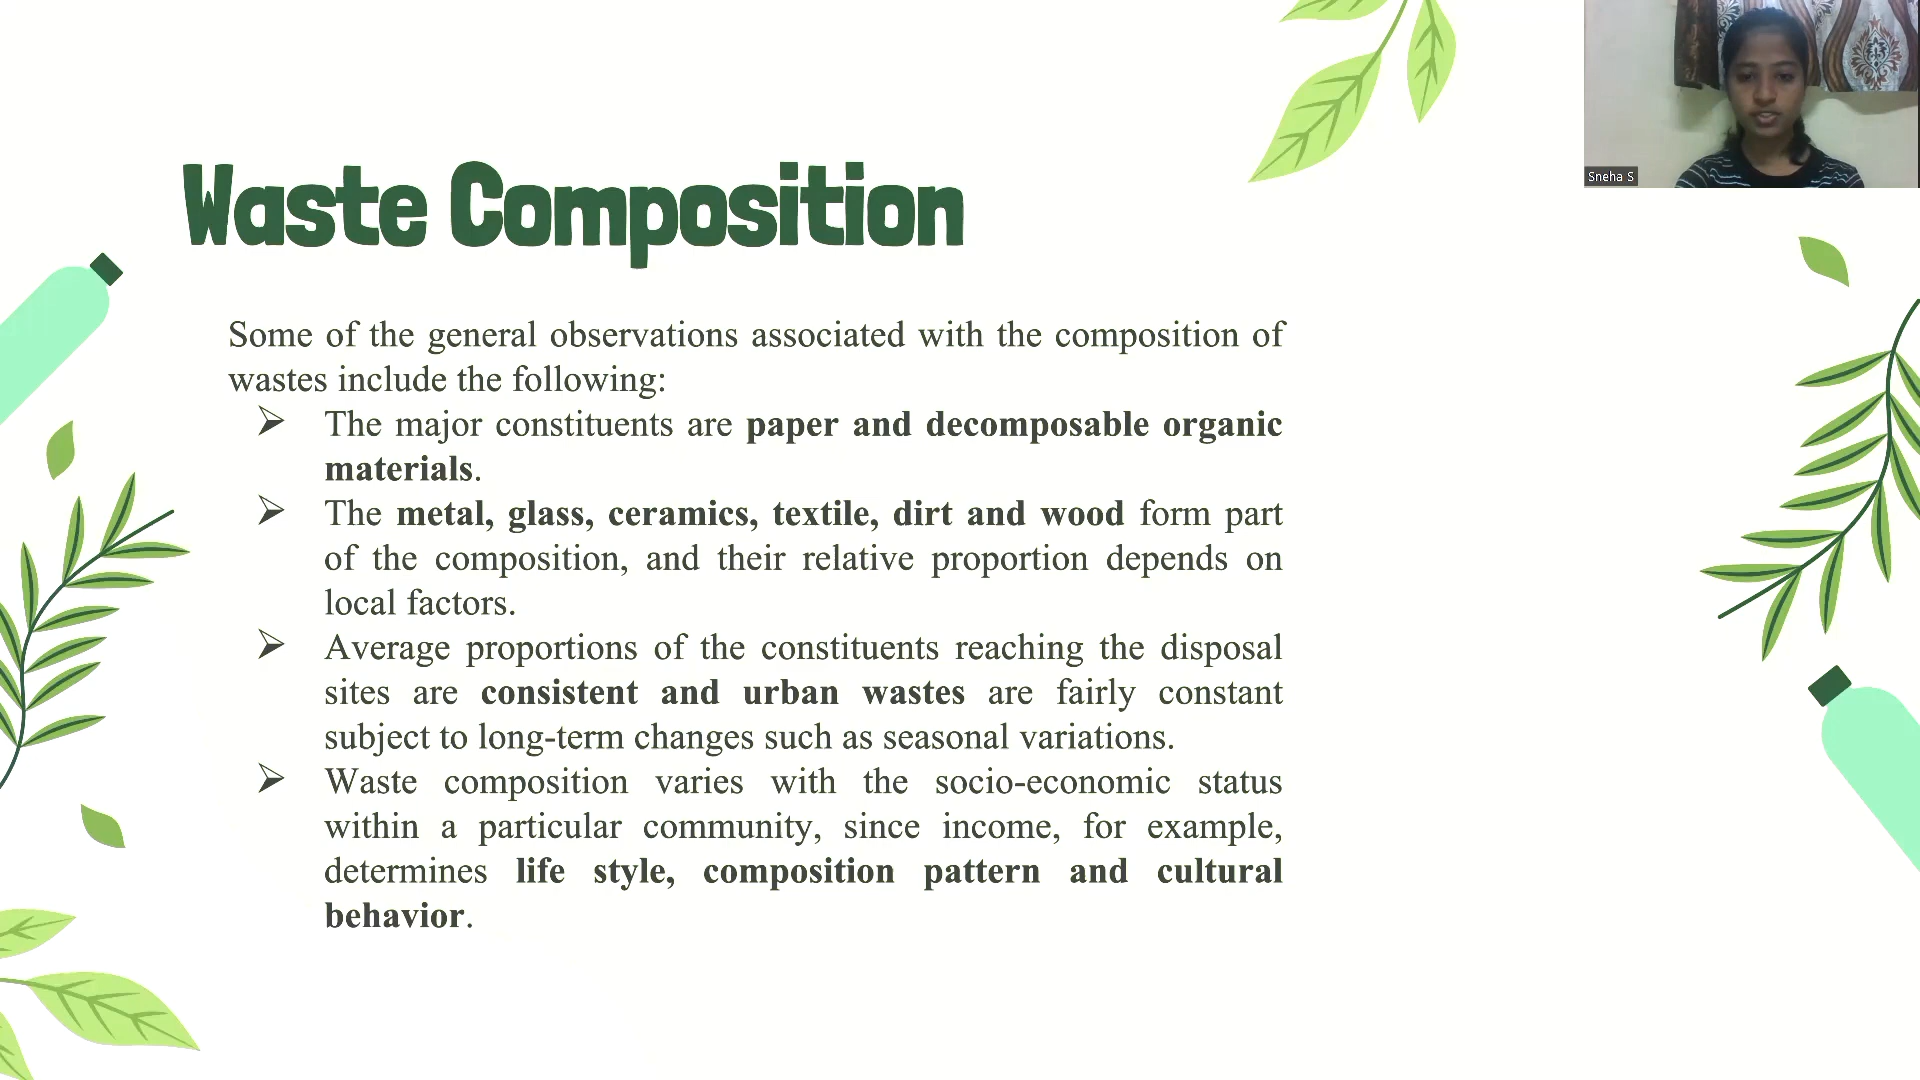 Sneha S
Waste Composition
Some of the general observations associated with the composition of
wastes include the following:
➢ The major constituents are paper and decomposable organic
materials.
➢ The metal, glass, ceramics, textile, dirt and wood form part
of the composition, and their relative proportion depends on
local factors.
➢ Average proportions of the constituents reaching the disposal
sites are consistent and urban wastes are fairly constant
subject to long-term changes such as seasonal variations.
➢ Waste composition varies with the socio-economic status
within a particular community, since income, for example,
determines life style, composition pattern and cultural
behavior.